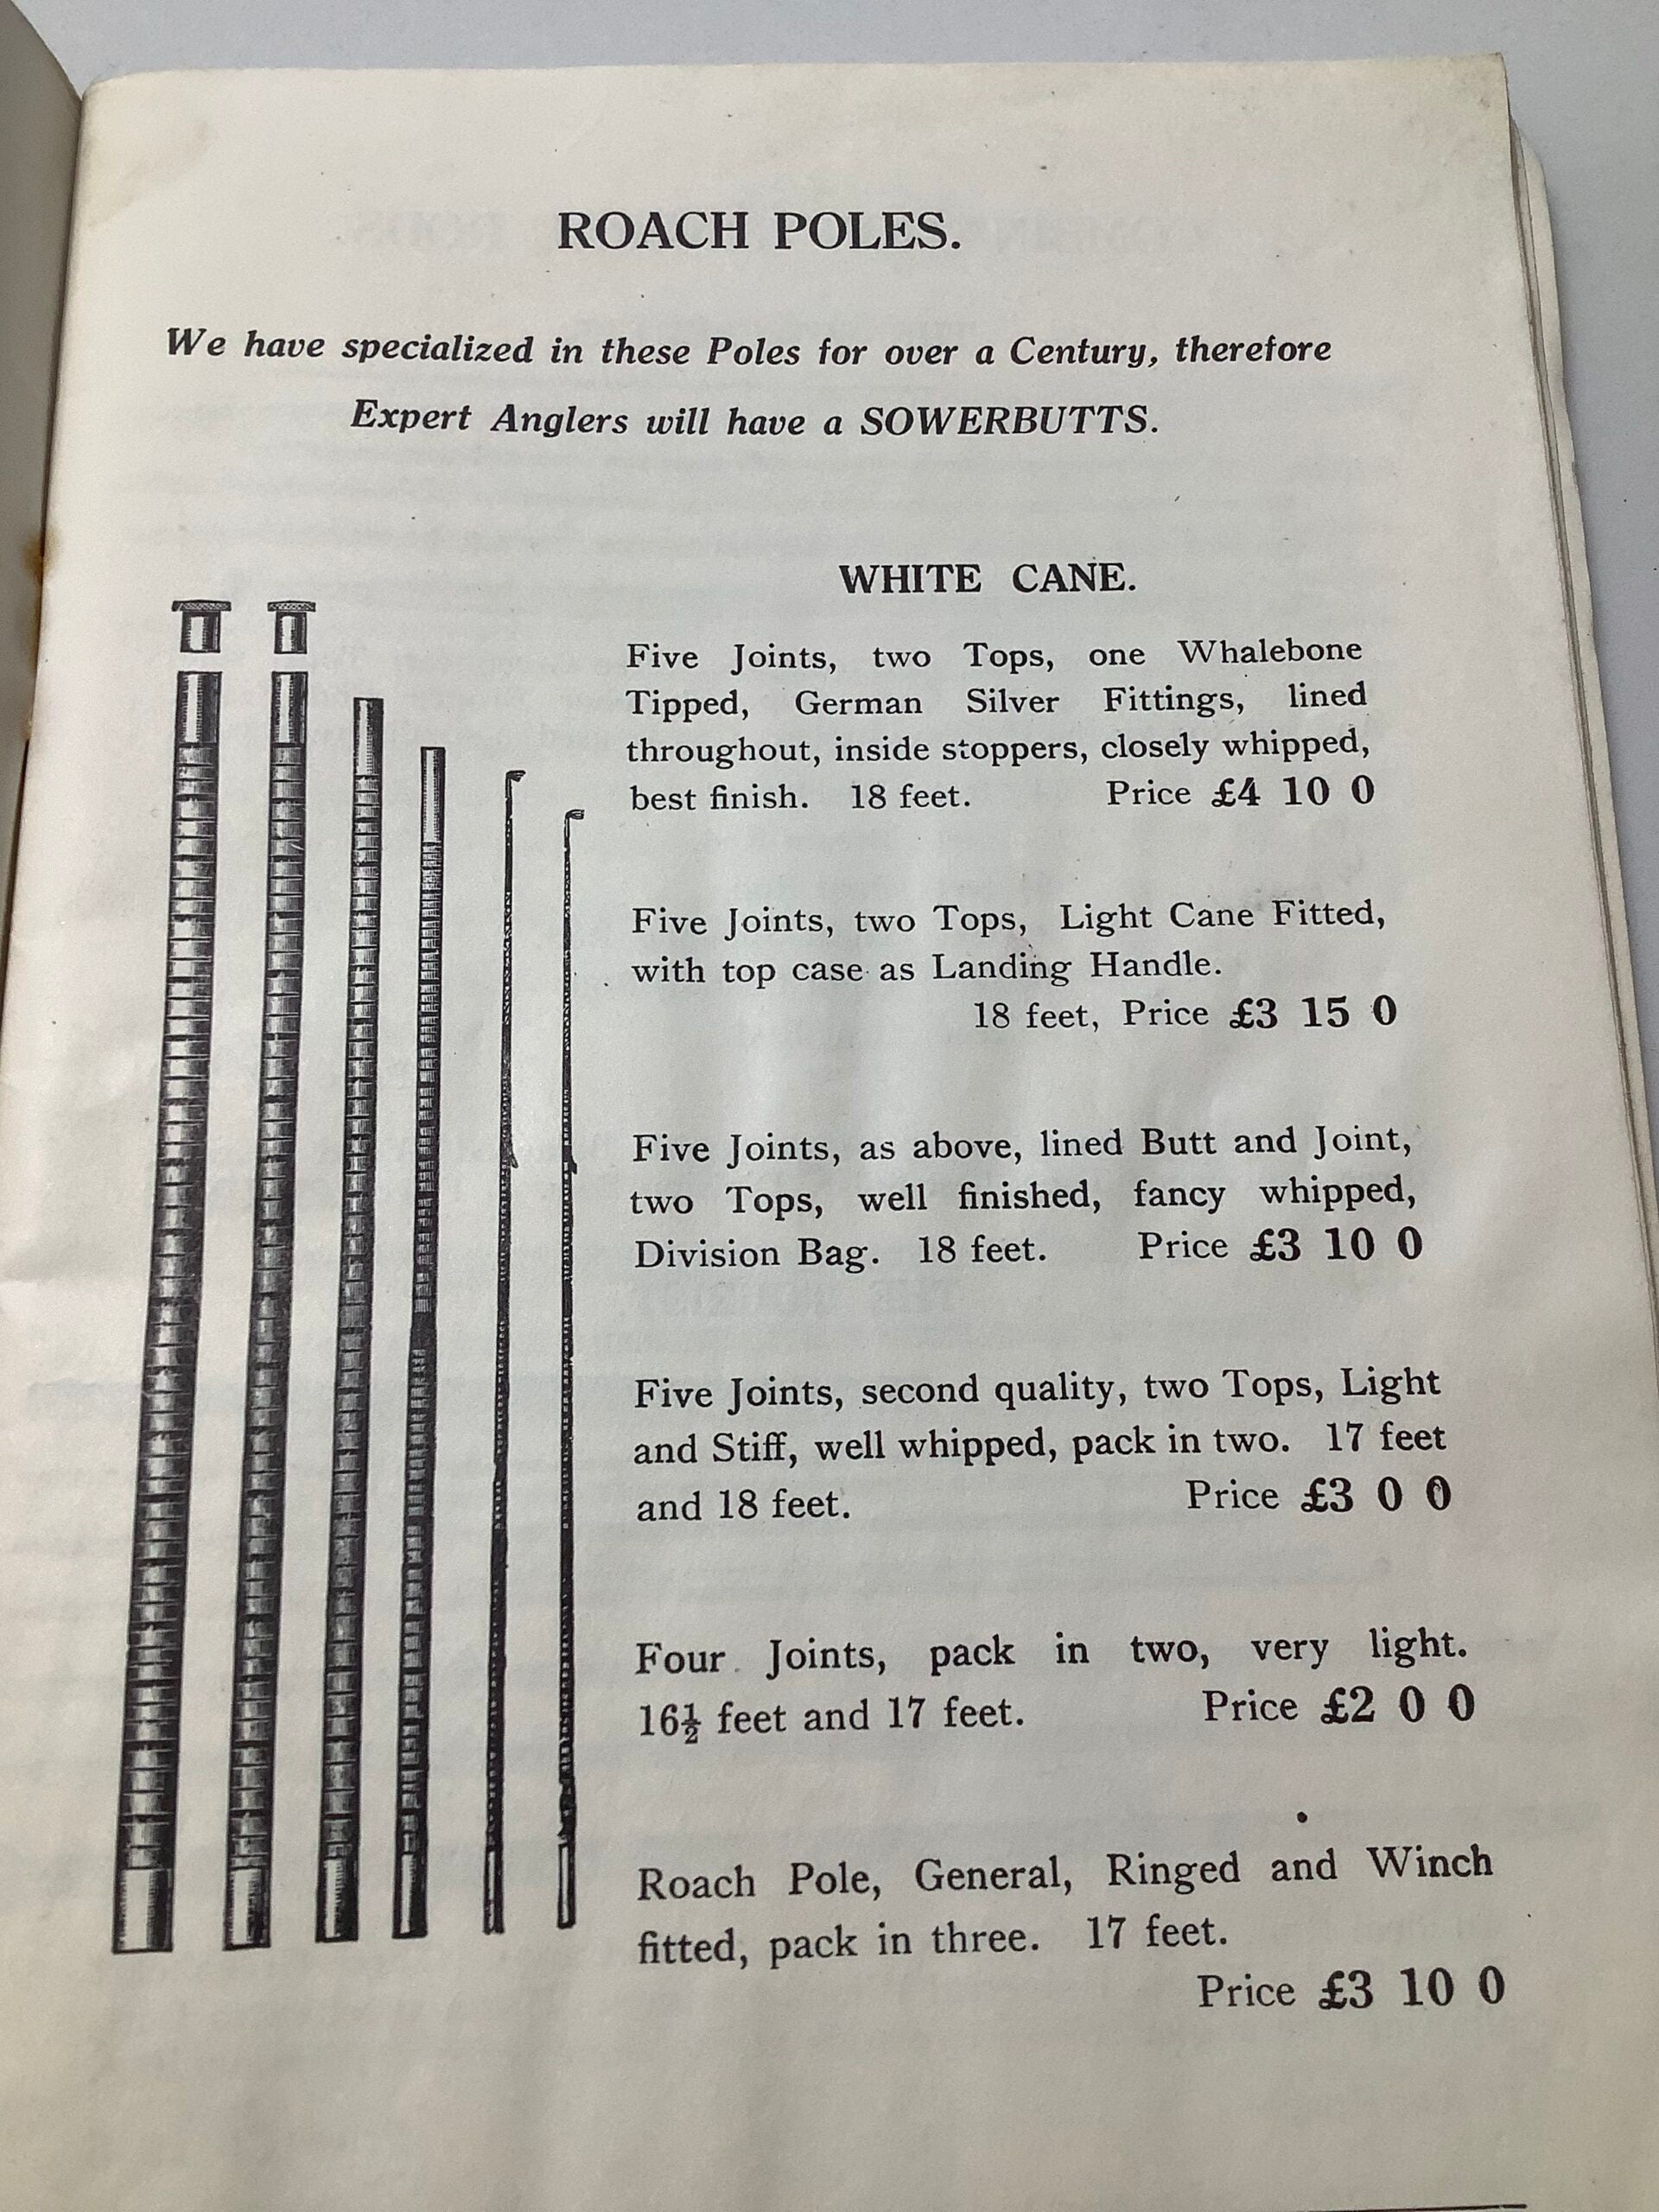 ROACH POLES.
We have specialized in these Poles for over a Century, therefore
Expert Anglers will have a SOWERBUTTS.
WHITE CANE.
Five Joints, two Tops, one Whalebone
Tipped, German Silver Fittings, lined
throughout, inside stoppers, closely whipped,
best finish. 18 feet. Price £4 10 0
Five Joints, two Tops, Light Cane Fitted,
with top case as Landing Handle.
18 feet, Price £3 15 0
Five Joints, as above, lined Butt and Joint,
two Tops, well finished, fancy whipped,
Division Bag. 18 feet. Price £3 10 0
Five Joints, second quality, two Tops, Light
and Stiff, well whipped, pack in two. 17 feet
and 18 feet. Price £3 0 0
Four Joints, pack in two, very light.
16½ feet and 17 feet. Price £2 0 0
Roach Pole, General, Ringed and Winch
fitted, pack in three. 17 feet.
Price £3 10 0